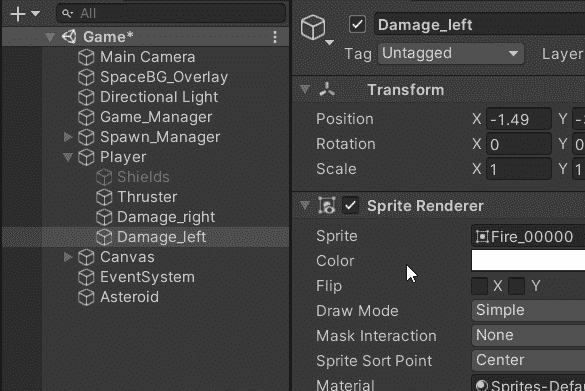 All
Game*
Main Camera
SpaceBG_Overlay
Directional Light
Game_Manager
Spawn_Manager
Player
Shields
Thruster
Damage_right
Damage_left
Canvas
EventSystem
Asteroid
Damage_left
Tag Untagged Layer
Transform
Position X -1.49 Y
Rotation X 0 Y 0
Scale X 1 Y 1
Sprite Renderer
Sprite Fire_00000
Color
Flip X Y
Draw Mode Simple
Mask Interaction None
Sprite Sort Point Center
Material Sprites-Defa